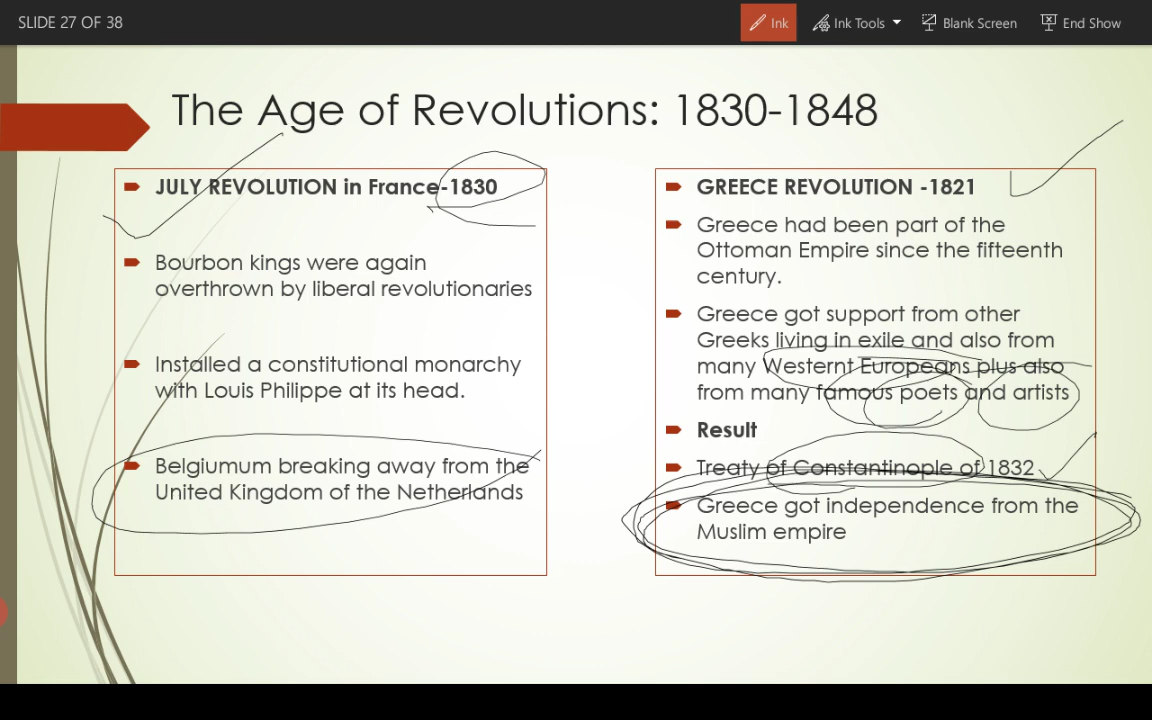 SLIDE 27 OF 38
Ink
Ink Tools
Blank Screen
End Show
The Age of Revolutions: 1830-1848
JULY REVOLUTION in France-1830
Bourbon kings were again
overthrown by liberal revolutionaries
Installed a constitutional monarchy
with Louis Philippe at its head.
Belgiumum breaking away from the
United Kingdom of the Netherlands
GREECE REVOLUTION -1821
Greece had been part of the
Ottoman Empire since the fifteenth
century.
Greece got support from other
Greeks living in exile and also from
many Westernt Europeans plus also
from many famous poets and artists
Result
Treaty of Constantinople of 1832
Greece got independence from the
Muslim empire